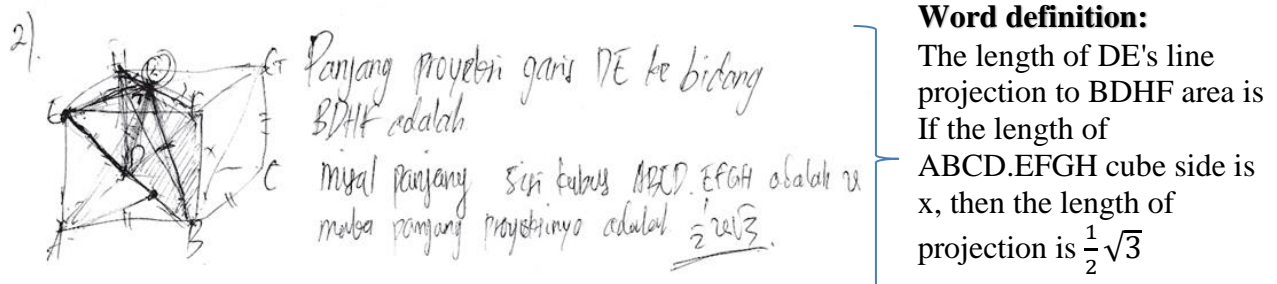 2).
H
G
E
F
D
C
A
B
Panjang proyeksi garis DE ke bidang
BDHF adalah
misal panjang sisi kubus ABCD.EFGH adalah x
maka panjang proyeksinya adalah 1/2 x√3
Word definition:
The length of DE's line
projection to BDHF area is
If the length of
ABCD.EFGH cube side is
x, then the length of
projection is 1/2 √3